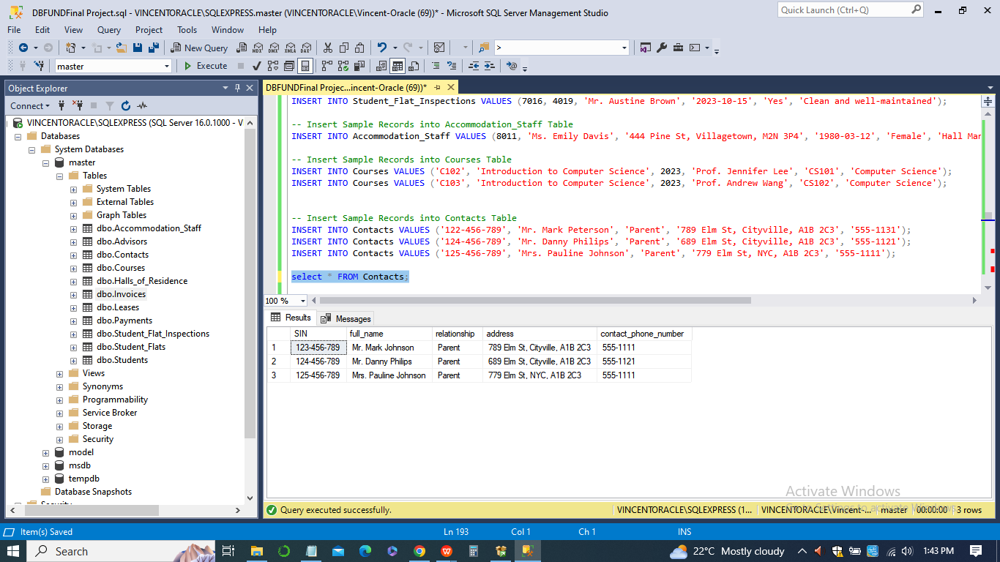 DBFUNDFinal Project.sql - VINCENTORACLE\SQLEXPRESS.master (VINCENTORACLE\Vincent-Oracle (69))* - Microsoft SQL Server Management Studio
Quick Launch (Ctrl+Q)
File Edit View Query Project Tools Window Help
New Query
MDX DMX XMLA DAX
>
master
Execute
Object Explorer
DBFUNDFinal Projec...incent-Oracle (69))*
Connect
VINCENTORACLE\SQLEXPRESS (SQL Server 16.0.1000 - V
Databases
System Databases
master
Tables
System Tables
External Tables
Graph Tables
dbo.Accommodation_Staff
dbo.Advisors
dbo.Contacts
dbo.Courses
dbo.Halls_of_Residence
dbo.Invoices
dbo.Leases
dbo.Payments
dbo.Student_Flat_Inspections
dbo.Student_Flats
dbo.Students
Views
Synonyms
Programmability
Service Broker
Storage
Security
model
msdb
tempdb
Database Snapshots
Security
INSERT INTO Student_Flat_Inspections VALUES (7016, 4019, 'Mr. Austine Brown', '2023-10-15', 'Yes', 'Clean and well-maintained');
-- Insert Sample Records into Accommodation_Staff Table
INSERT INTO Accommodation_Staff VALUES (8011, 'Ms. Emily Davis', '444 Pine St, Villagetown, M2N 3P4', '1980-03-12', 'Female', 'Hall Mar
-- Insert Sample Records into Courses Table
INSERT INTO Courses VALUES ('C102', 'Introduction to Computer Science', 2023, 'Prof. Jennifer Lee', 'CS101', 'Computer Science');
INSERT INTO Courses VALUES ('C103', 'Introduction to Computer Science', 2023, 'Prof. Andrew Wang', 'CS102', 'Computer Science');
-- Insert Sample Records into Contacts Table
INSERT INTO Contacts VALUES ('122-456-789', 'Mr. Mark Peterson', 'Parent', '789 Elm St, Cityville, A1B 2C3', '555-1131');
INSERT INTO Contacts VALUES ('124-456-789', 'Mr. Danny Philips', 'Parent', '689 Elm St, Cityville, A1B 2C3', '555-1121');
INSERT INTO Contacts VALUES ('125-456-789', 'Mrs. Pauline Johnson', 'Parent', '779 Elm St, NYC, A1B 2C3', '555-1111');
select * FROM Contacts;
100 %
Results Messages
SIN full_name relationship address contact_phone_number
1 123-456-789 Mr. Mark Johnson Parent 789 Elm St, Cityville, A1B 2C3 555-1111
2 124-456-789 Mr. Danny Philips Parent 689 Elm St, Cityville, A1B 2C3 555-1121
3 125-456-789 Mrs. Pauline Johnson Parent 779 Elm St, NYC, A1B 2C3 555-1111
Activate Windows
Go to Settings to activate Windows.
Query executed successfully. VINCENTORACLE\SQLEXPRESS (1... VINCENTORACLE\Vincent-... master 00:00:00 3 rows
Item(s) Saved Ln 193 Col 1 Ch 1 INS
Search 22°C Mostly cloudy 1:43 PM